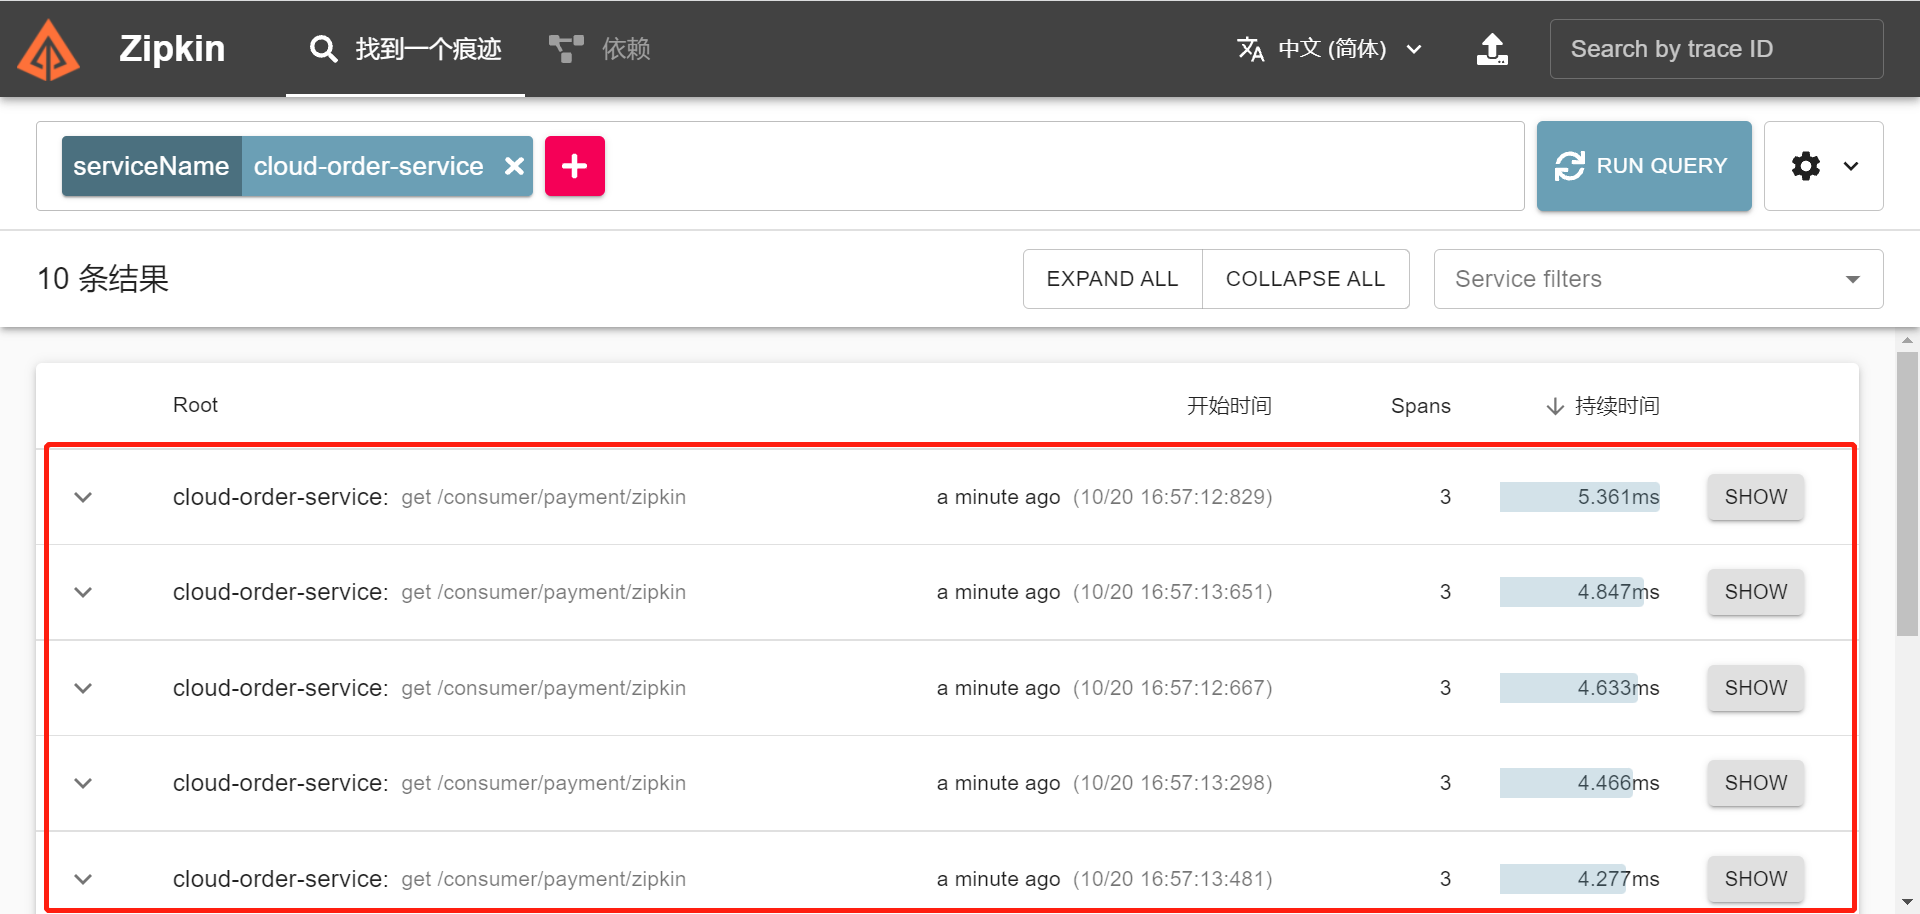 Zipkin 找到一个痕迹 依赖 中文 (简体) Search by trace ID
serviceName cloud-order-service RUN QUERY
10 条结果 EXPAND ALL COLLAPSE ALL Service filters
Root 开始时间 Spans 持续时间
cloud-order-service: get /consumer/payment/zipkin a minute ago (10/20 16:57:12:829) 3 5.361ms SHOW
cloud-order-service: get /consumer/payment/zipkin a minute ago (10/20 16:57:13:651) 3 4.847ms SHOW
cloud-order-service: get /consumer/payment/zipkin a minute ago (10/20 16:57:12:667) 3 4.633ms SHOW
cloud-order-service: get /consumer/payment/zipkin a minute ago (10/20 16:57:13:298) 3 4.466ms SHOW
cloud-order-service: get /consumer/payment/zipkin a minute ago (10/20 16:57:13:481) 3 4.277ms SHOW